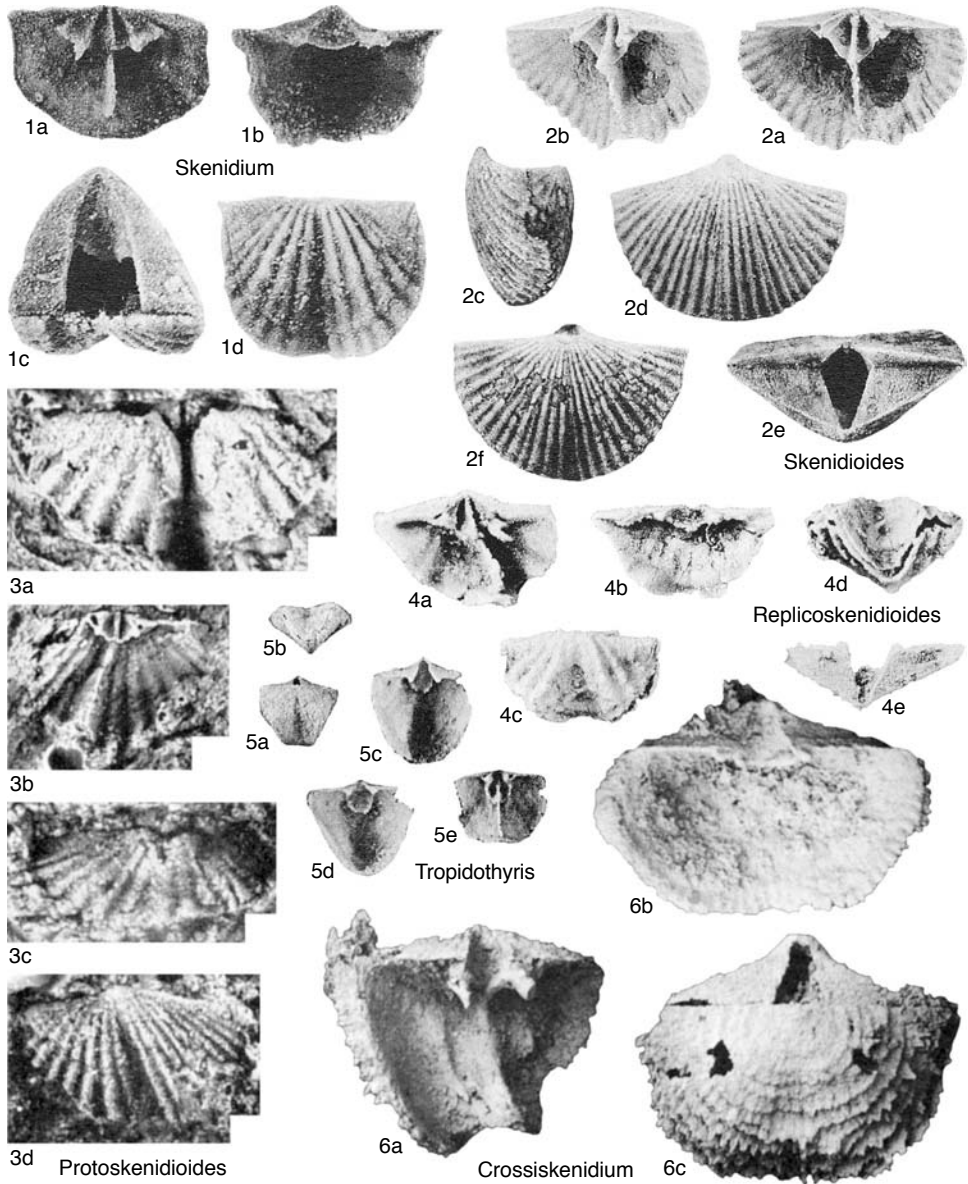 1a
1b
2b
2a
Skenidium
1c
1d
2c
2d
2f
2e
Skenidioides
3a
4a
4b
4d
Replicoskenidioides
3b
5b
5a
5c
4c
4e
3c
5d
5e
Tropidothyris
6b
3d
Protoskenidioides
6a
Crossiskenidium
6c